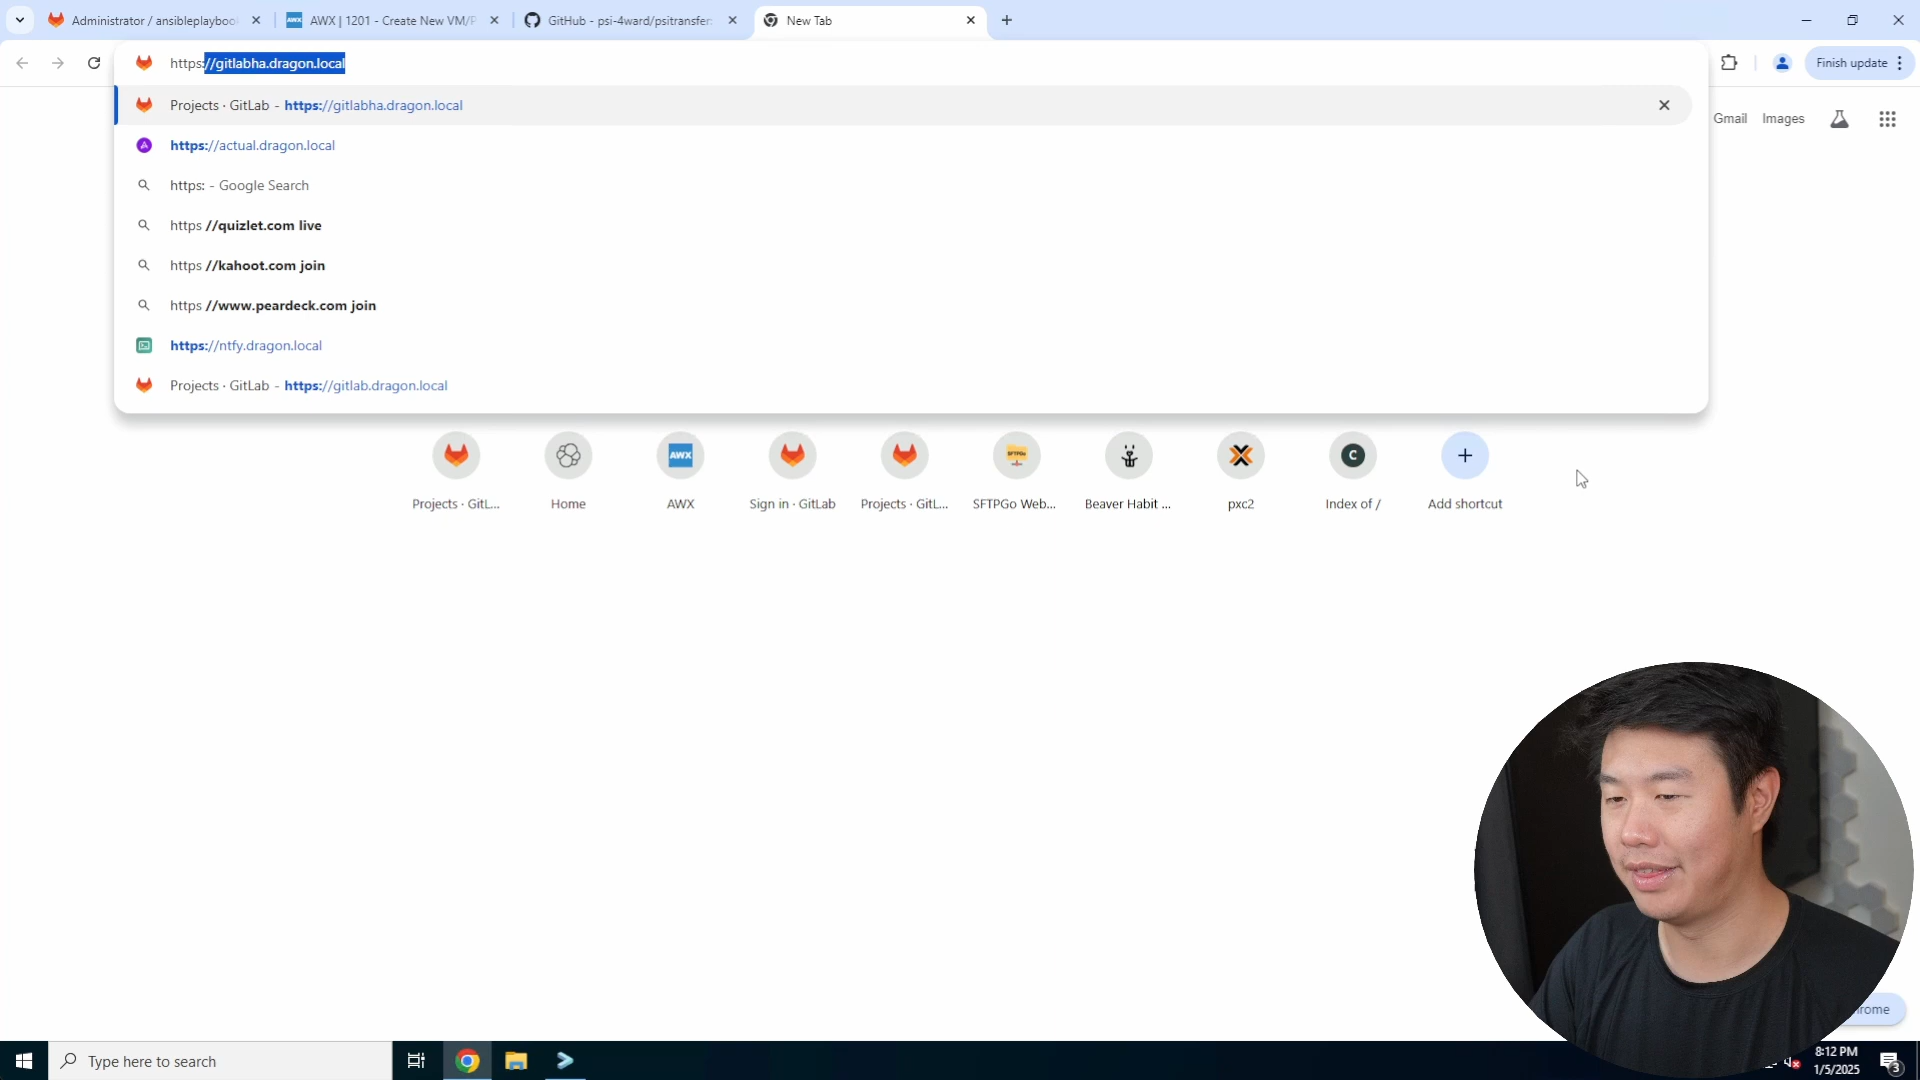 Administrator / ansibleplaybook
AWX | 1201 - Create New VM/P
GitHub - psi-4ward/psitransfer:
New Tab
https://gitlabha.dragon.local
Finish update
Projects · GitLab - https://gitlabha.dragon.local
Gmail Images
https://actual.dragon.local
https: - Google Search
https //quizlet.com live
https //kahoot.com join
https //www.peardeck.com join
https://ntfy.dragon.local
Projects · GitLab - https://gitlab.dragon.local
AWX
SFTPGO
C
Projects · GitL...
Home
AWX
Sign in · GitLab
Projects · GitL...
SFTPGo Web...
Beaver Habit ...
pxc2
Index of /
Add shortcut
Type here to search
8:12 PM
1/5/2025
3